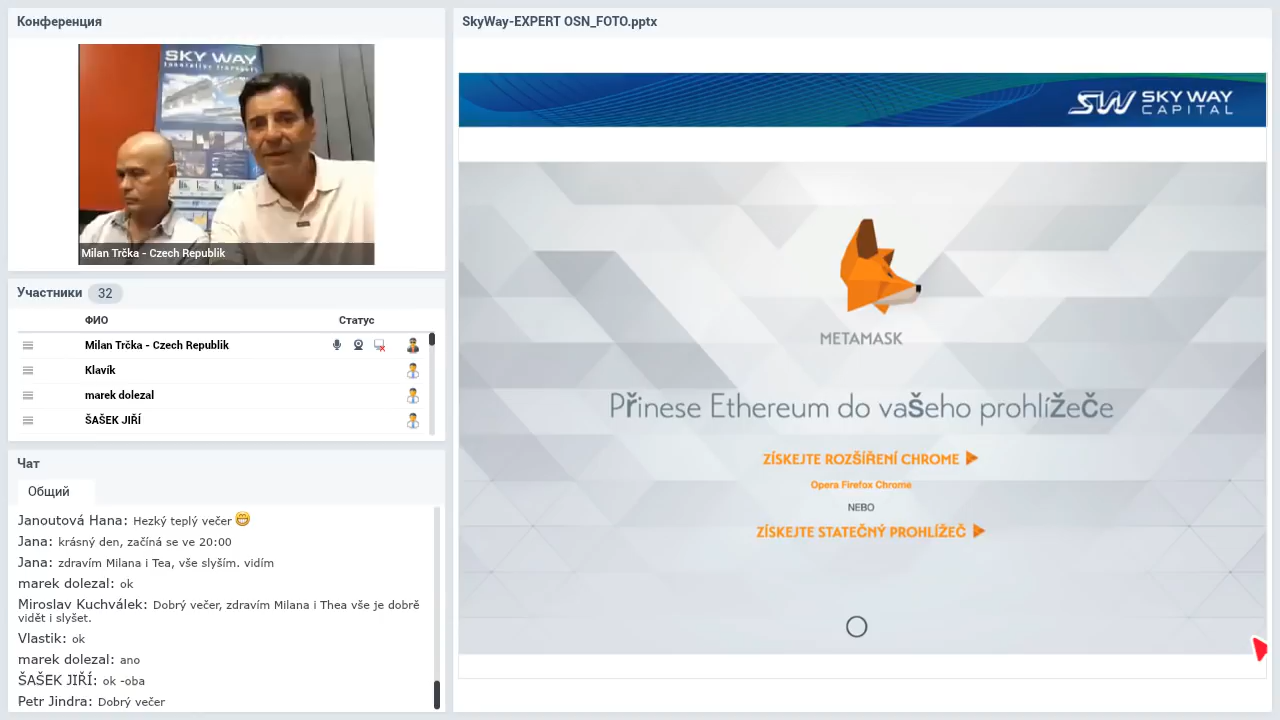 Конференция
SKY WAY
Milan Trčka - Czech Republik
Участники 32
ФИО Статус
Milan Trčka - Czech Republik
Klavík
marek dolezal
ŠAŠEK JIŘÍ
Чат
Общий
Janoutová Hana: Hezký teplý večer
Jana: krásný den, začíná se ve 20:00
Jana: zdravím Milana i Tea, vše slyším. vidím
marek dolezal: ok
Miroslav Kuchválek: Dobrý večer, zdravím Milana i Thea vše je dobrě
vidět i slyšet.
Vlastik: ok
marek dolezal: ano
ŠAŠEK JIŘÍ: ok -oba
Petr Jindra: Dobrý večer
SkyWay-EXPERT OSN_FOTO.pptx
SW SKY WAY
CAPITAL
METAMASK
Přinese Ethereum do vašeho prohlížeče
ZÍSKEJTE ROZŠÍŘENÍ CHROME
Opera Firefox Chrome
NEBO
ZÍSKEJTE STATEČNÝ PROHLÍŽEČ